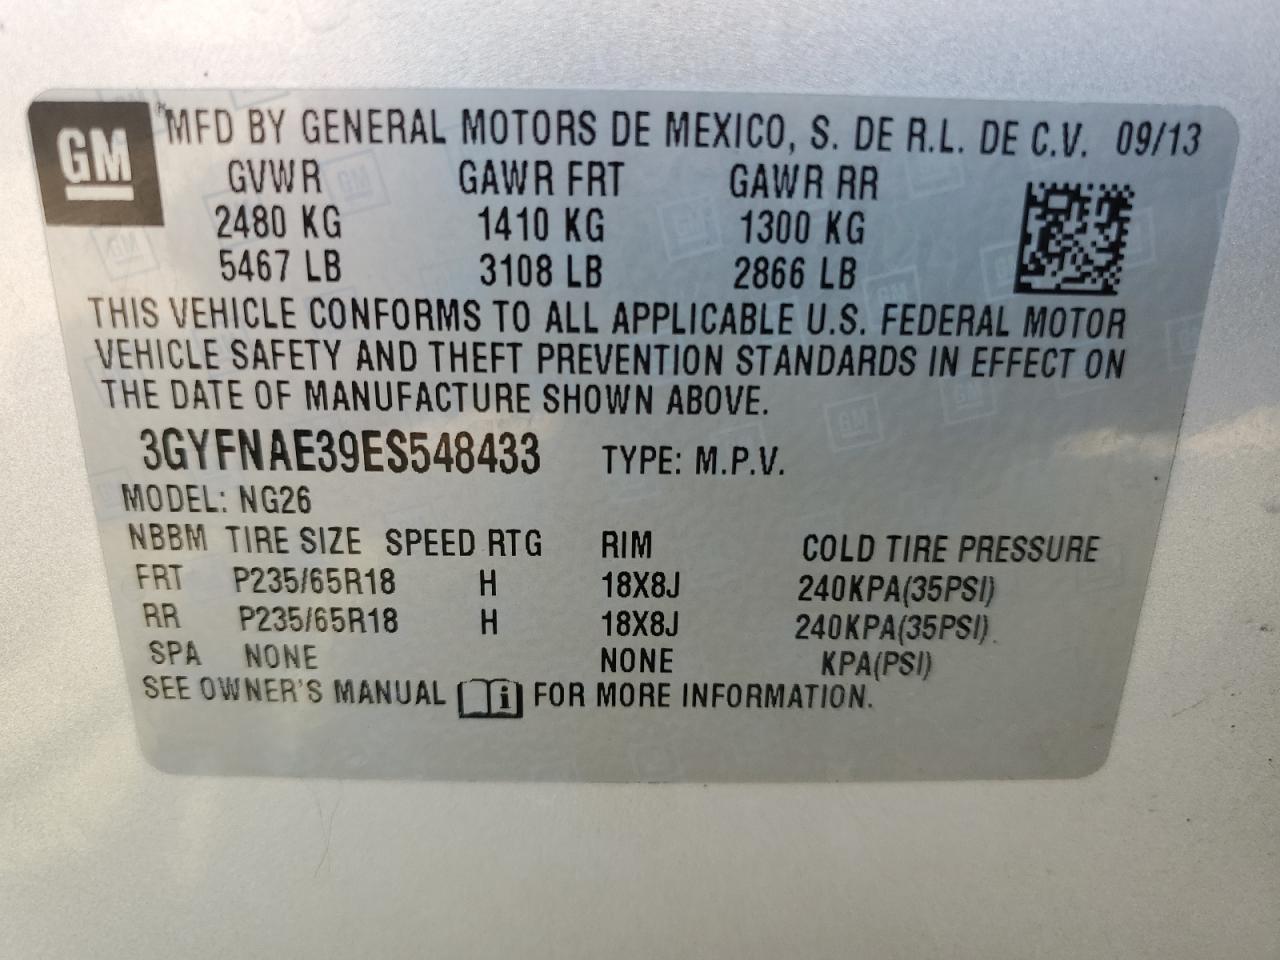 GM
MFD BY GENERAL MOTORS DE MEXICO, S. DE R.L. DE C.V. 09/13
GVWR GAWR FRT GAWR RR
2480 KG 1410 KG 1300 KG
5467 LB 3108 LB 2866 LB
THIS VEHICLE CONFORMS TO ALL APPLICABLE U.S. FEDERAL MOTOR
VEHICLE SAFETY AND THEFT PREVENTION STANDARDS IN EFFECT ON
THE DATE OF MANUFACTURE SHOWN ABOVE.
3GYFNAE39ES548433 TYPE: M.P.V.
MODEL: NG26
NBBM TIRE SIZE SPEED RTG RIM COLD TIRE PRESSURE
FRT P235/65R18 H 18X8J 240KPA(35PSI)
RR P235/65R18 H 18X8J 240KPA(35PSI)
SPA NONE NONE KPA(PSI)
SEE OWNER'S MANUAL i FOR MORE INFORMATION.